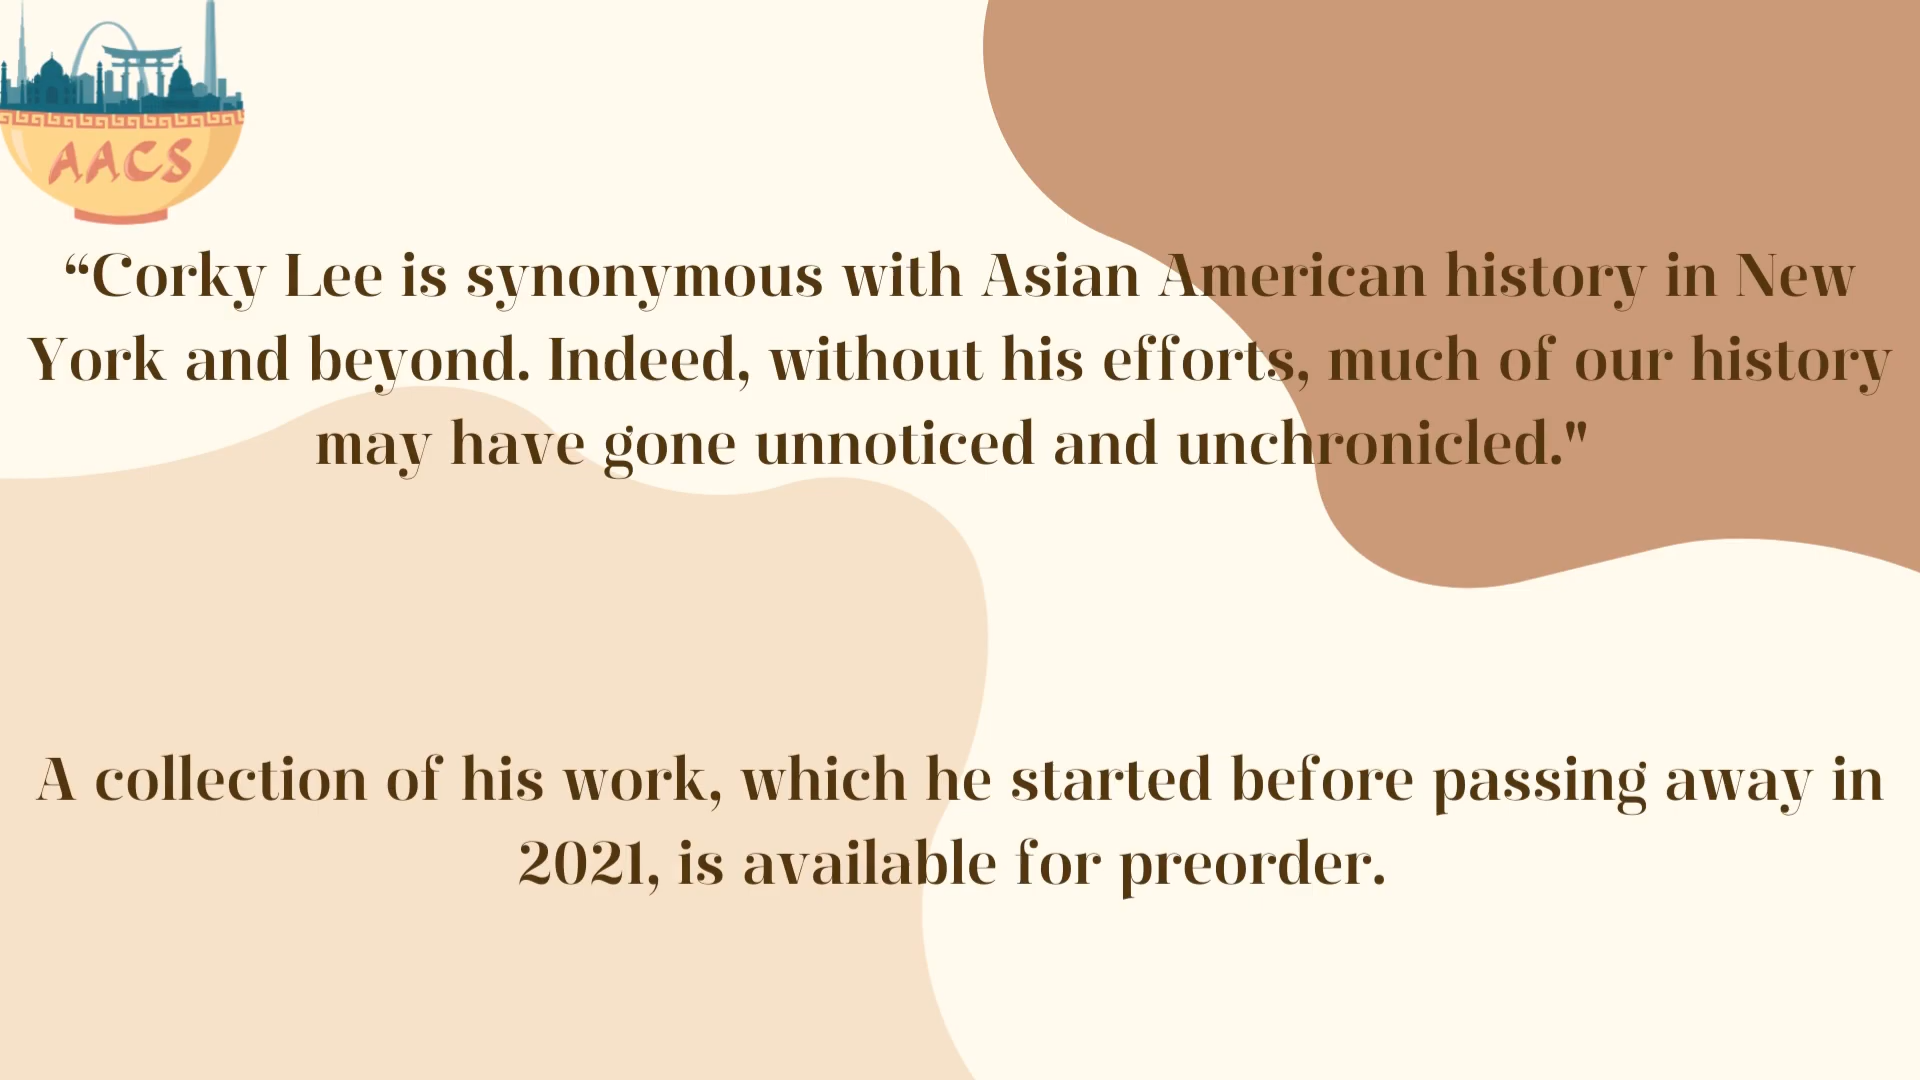 AACS
“Corky Lee is synonymous with Asian American history in New
York and beyond. Indeed, without his efforts, much of our history
may have gone unnoticed and unchronicled."
A collection of his work, which he started before passing away in
2021, is available for preorder.